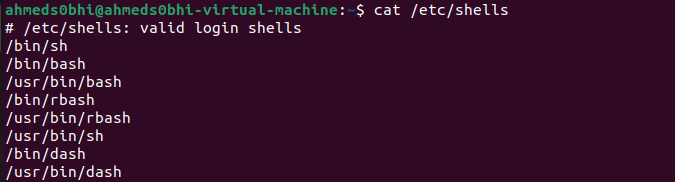 ahmeds0bhi@ahmeds0bhi-virtual-machine:~$ cat /etc/shells
# /etc/shells: valid login shells
/bin/sh
/bin/bash
/usr/bin/bash
/bin/rbash
/usr/bin/rbash
/usr/bin/sh
/bin/dash
/usr/bin/dash